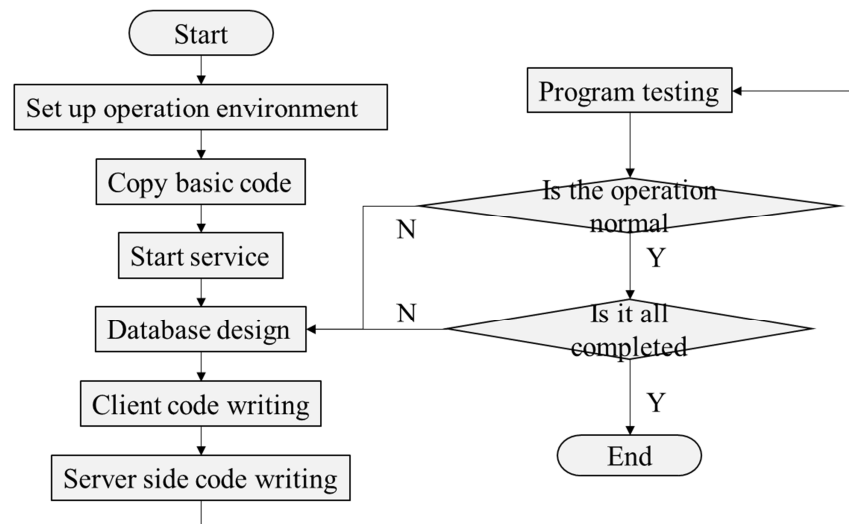 Start
Set up operation environment
Copy basic code
Start service
Database design
Client code writing
Server side code writing
Program testing
Is the operation
normal
N
Y
Is it all
completed
N
Y
End